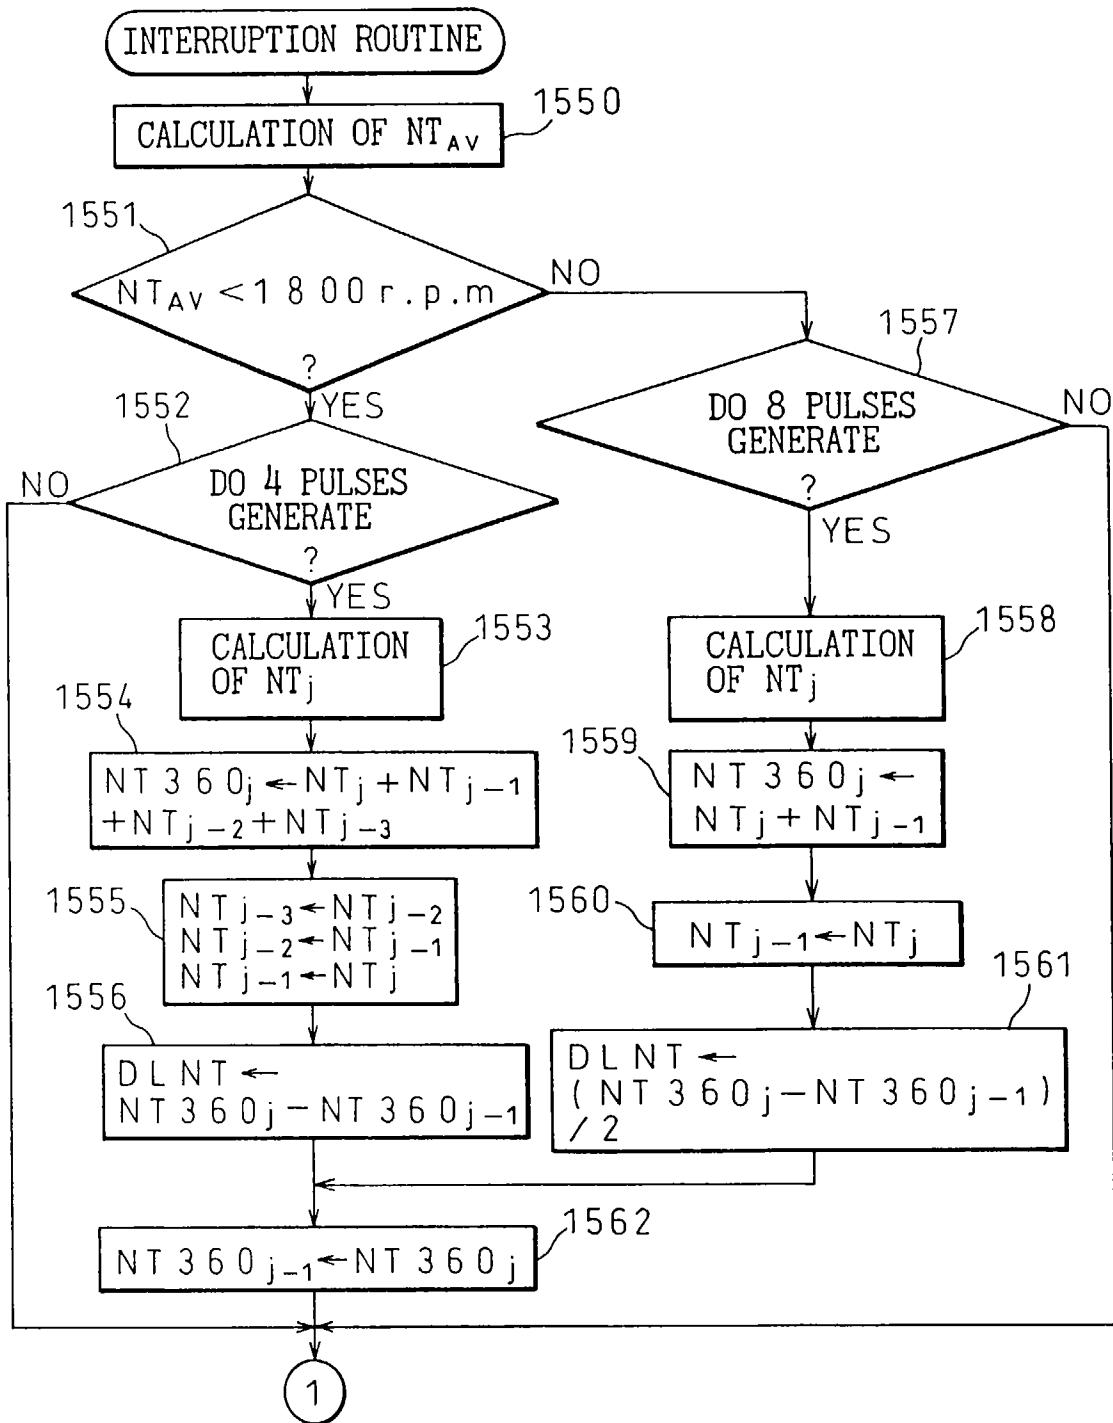 INTERRUPTION ROUTINE
1550
CALCULATION OF NT_AV
1551
NT_AV < 1800 r.p.m
?
NO
YES
1557
DO 8 PULSES
GENERATE
?
NO
YES
1552
DO 4 PULSES
GENERATE
?
NO
YES
1553
CALCULATION
OF NT_j
1558
CALCULATION
OF NT_j
1554
NT360_j ← NT_j + NT_j-1
+ NT_j-2 + NT_j-3
1559
NT360_j ←
NT_j + NT_j-1
1555
NT_j-3 ← NT_j-2
NT_j-2 ← NT_j-1
NT_j-1 ← NT_j
1560
NT_j-1 ← NT_j
1556
DLNT ←
NT360_j – NT360_j-1
1561
DLNT ←
(NT360_j – NT360_j-1)
/2
1562
NT360_j-1 ← NT360_j
1